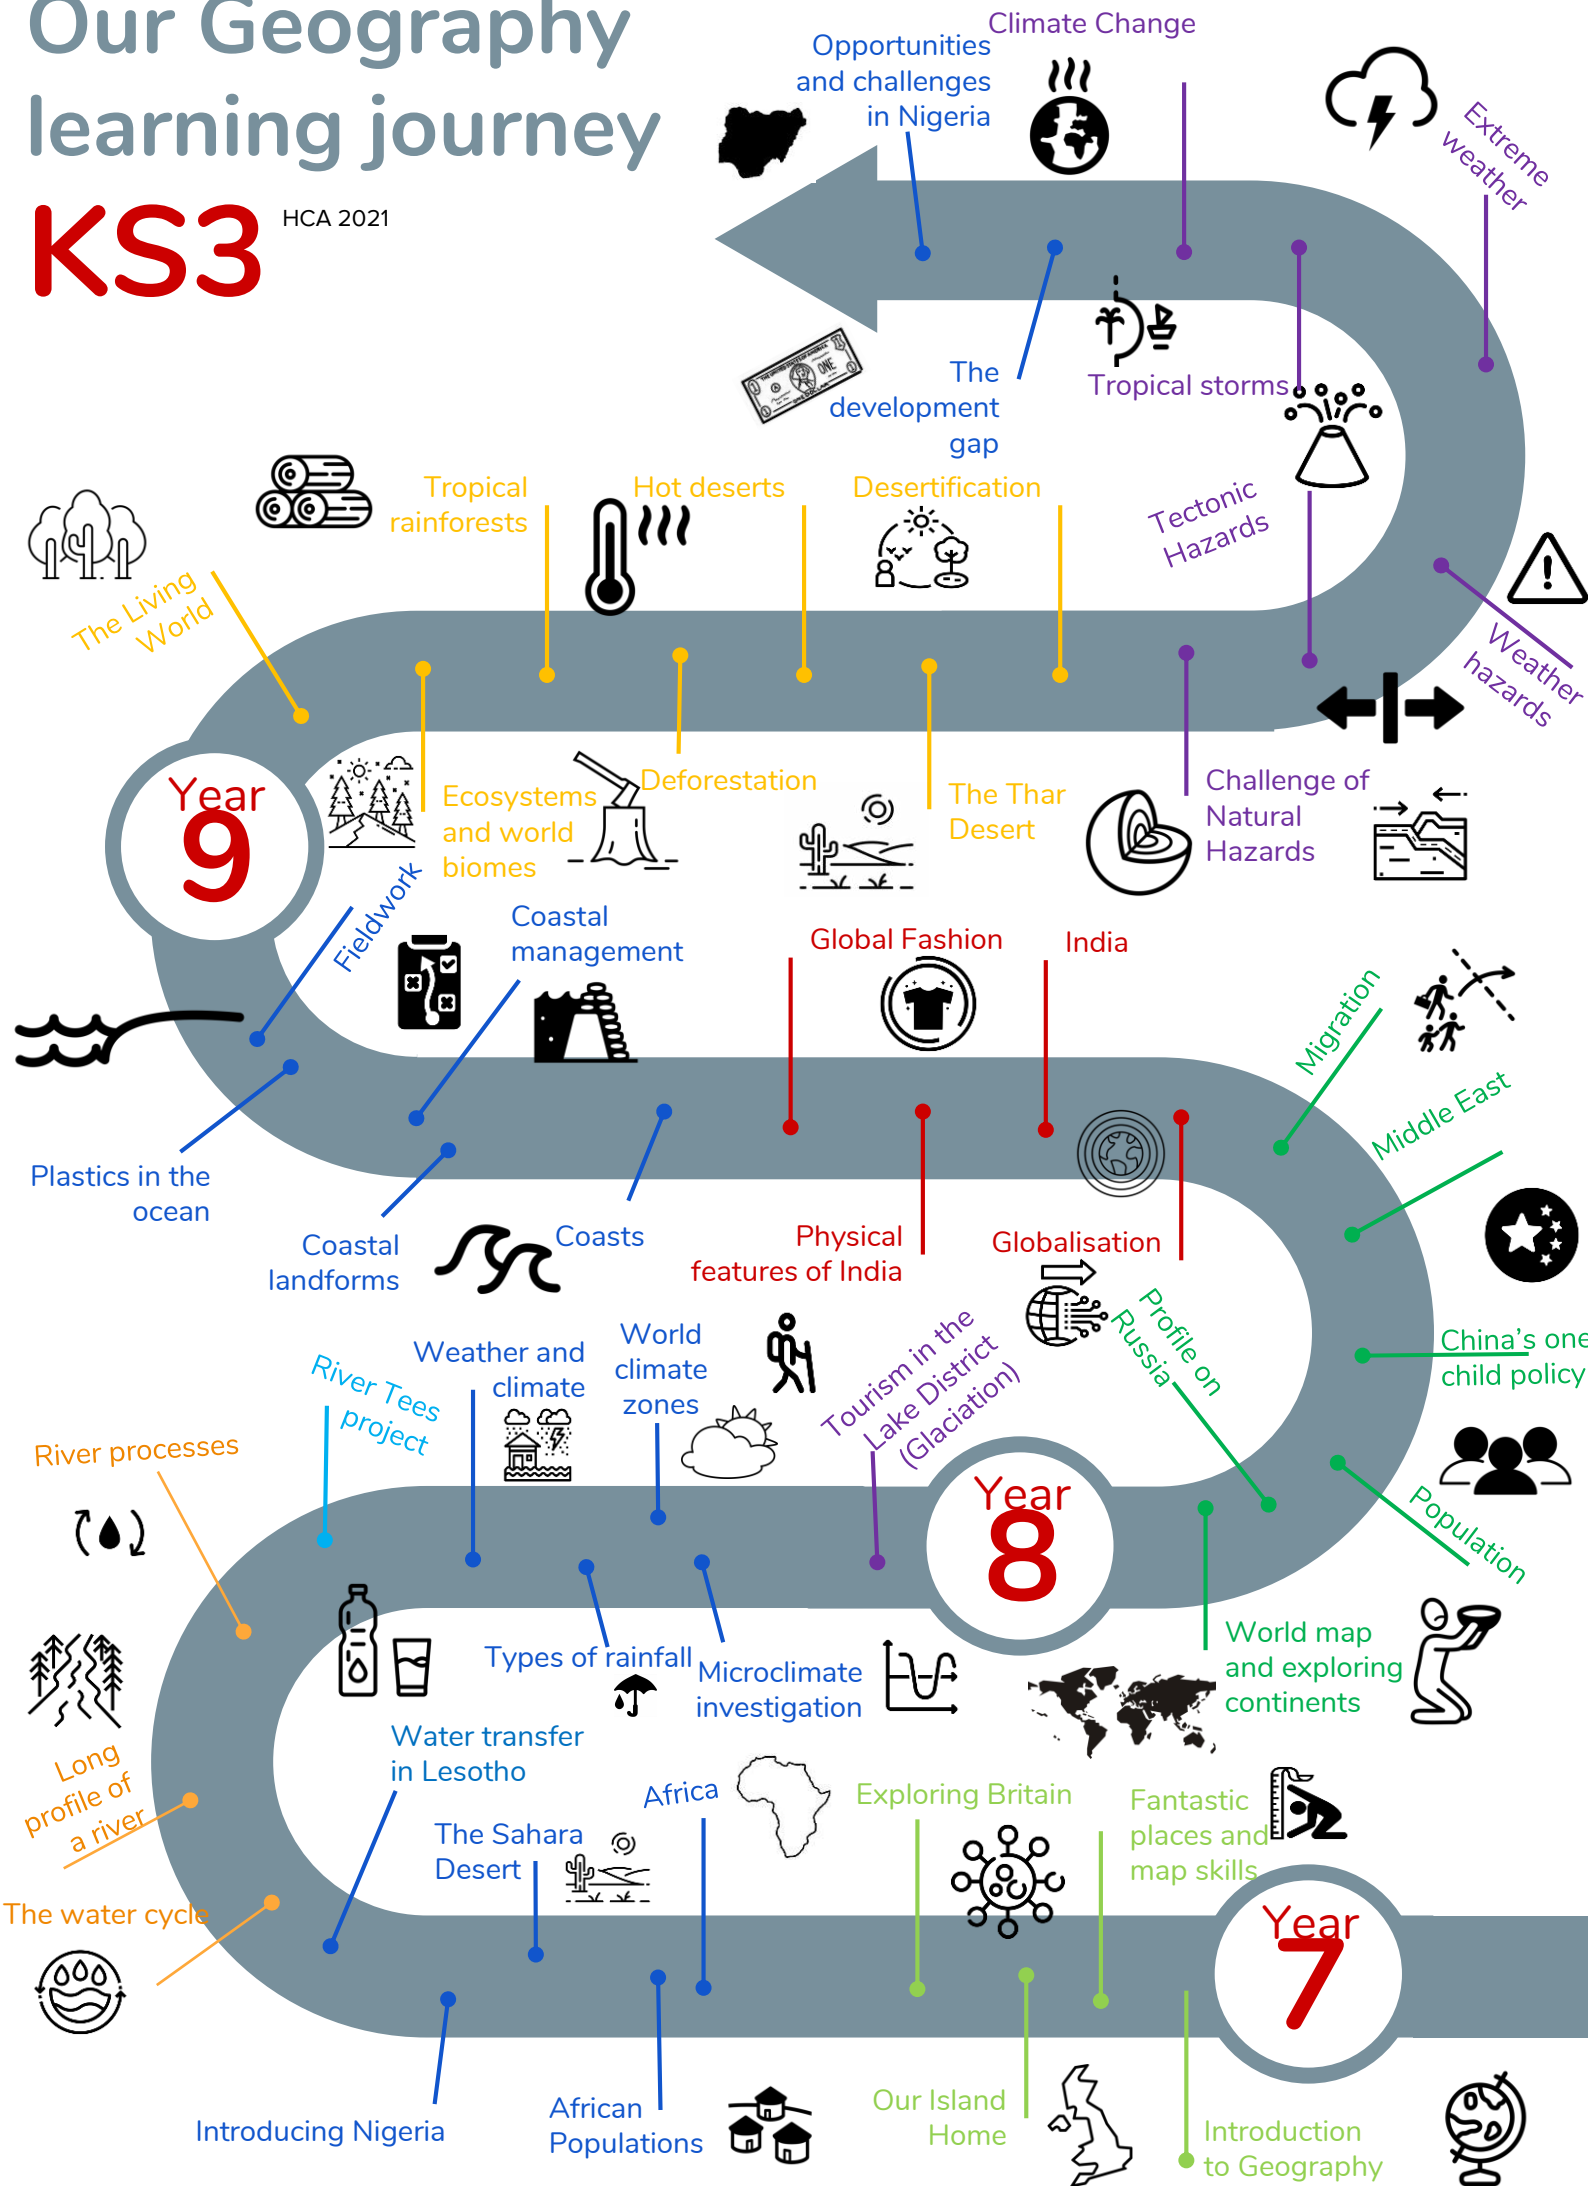 Our Geography
learning journey
KS3
HCA 2021
Climate Change
Opportunities
and challenges
in Nigeria
Extreme
weather
The
development
gap
Tropical storms
Tropical
rainforests
Hot deserts
Desertification
Tectonic
Hazards
The Living
World
Weather
hazards
Year
9
Ecosystems
and world
biomes
Deforestation
The Thar
Desert
Challenge of
Natural
Hazards
Fieldwork
Coastal
management
Global Fashion
India
Migration
Middle East
Plastics in the
ocean
Coastal
landforms
Coasts
Physical
features of India
Globalisation
Profile on
Russia
China's one
child policy
River Tees
project
Weather and
climate
World
climate
zones
Tourism in the
Lake District
(Glaciation)
River processes
Year
8
Population
Types of rainfall
Microclimate
investigation
World map
and exploring
continents
Long
profile of
a river
Water transfer
in Lesotho
Africa
Exploring Britain
Fantastic
places and
map skills
The Sahara
Desert
The water cycle
Year
7
Introducing Nigeria
African
Populations
Our Island
Home
Introduction
to Geography